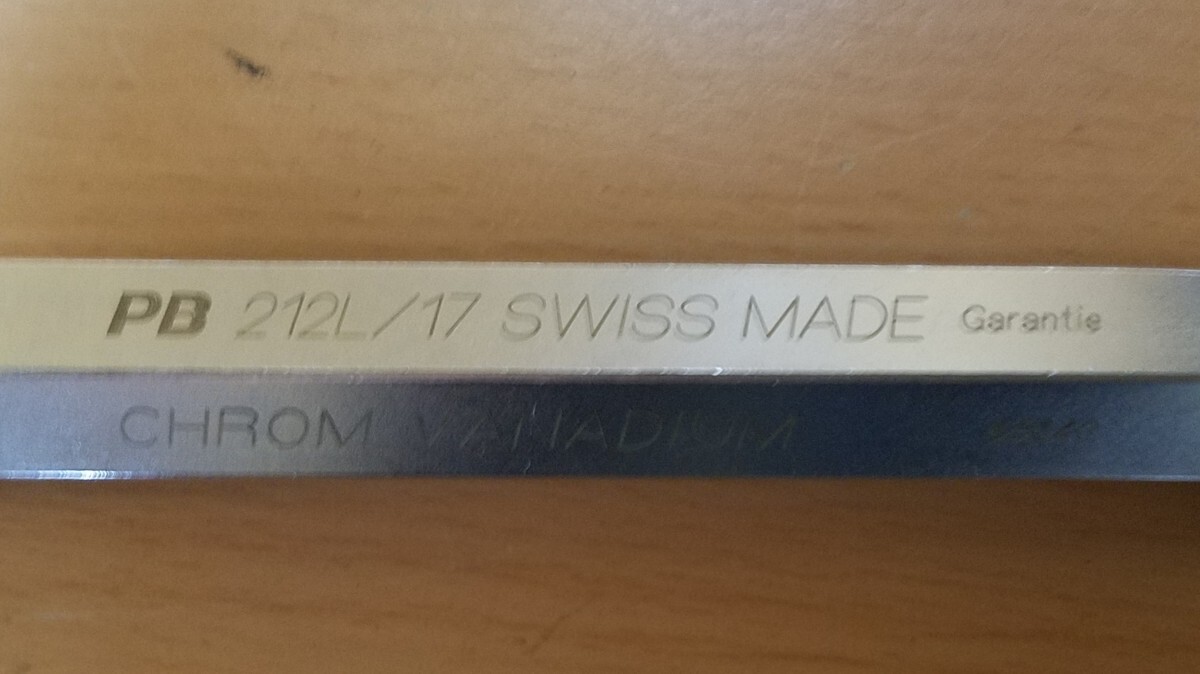 PB 212L/17 SWISS MADE Garantie
CHROM VANADIUM